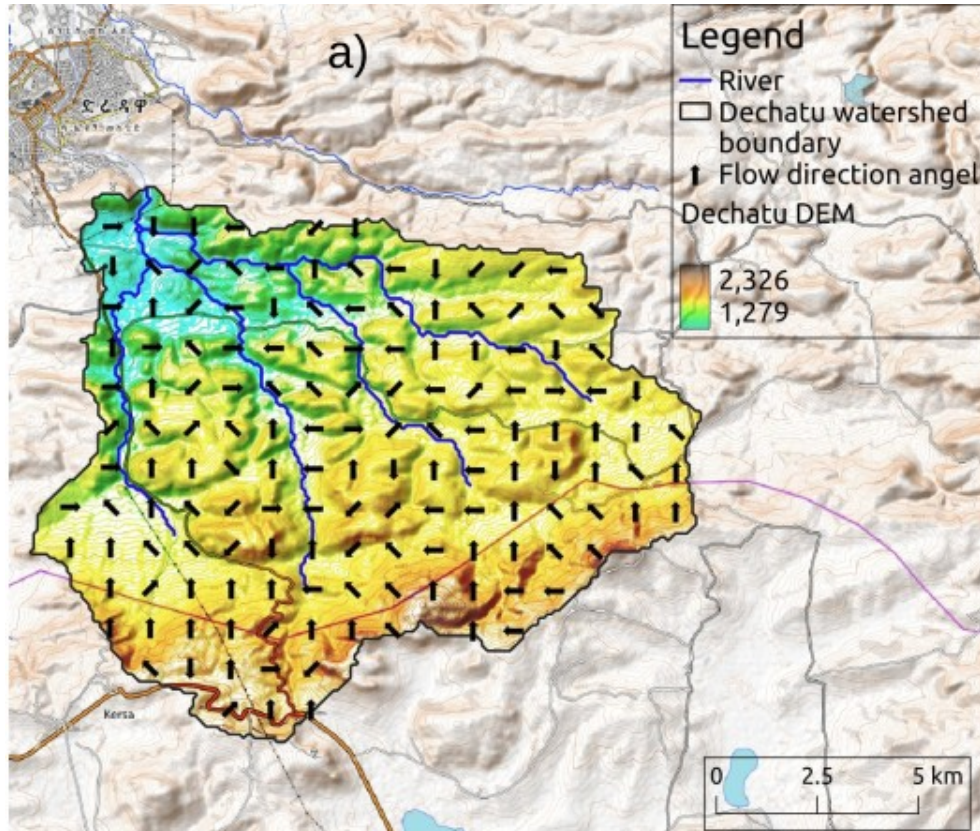 a)
ድሬዳዋ
Legend
River
Dechatu watershed
boundary
Flow direction angel
Dechatu DEM
2,326
1,279
Kersa
0 2.5 5 km